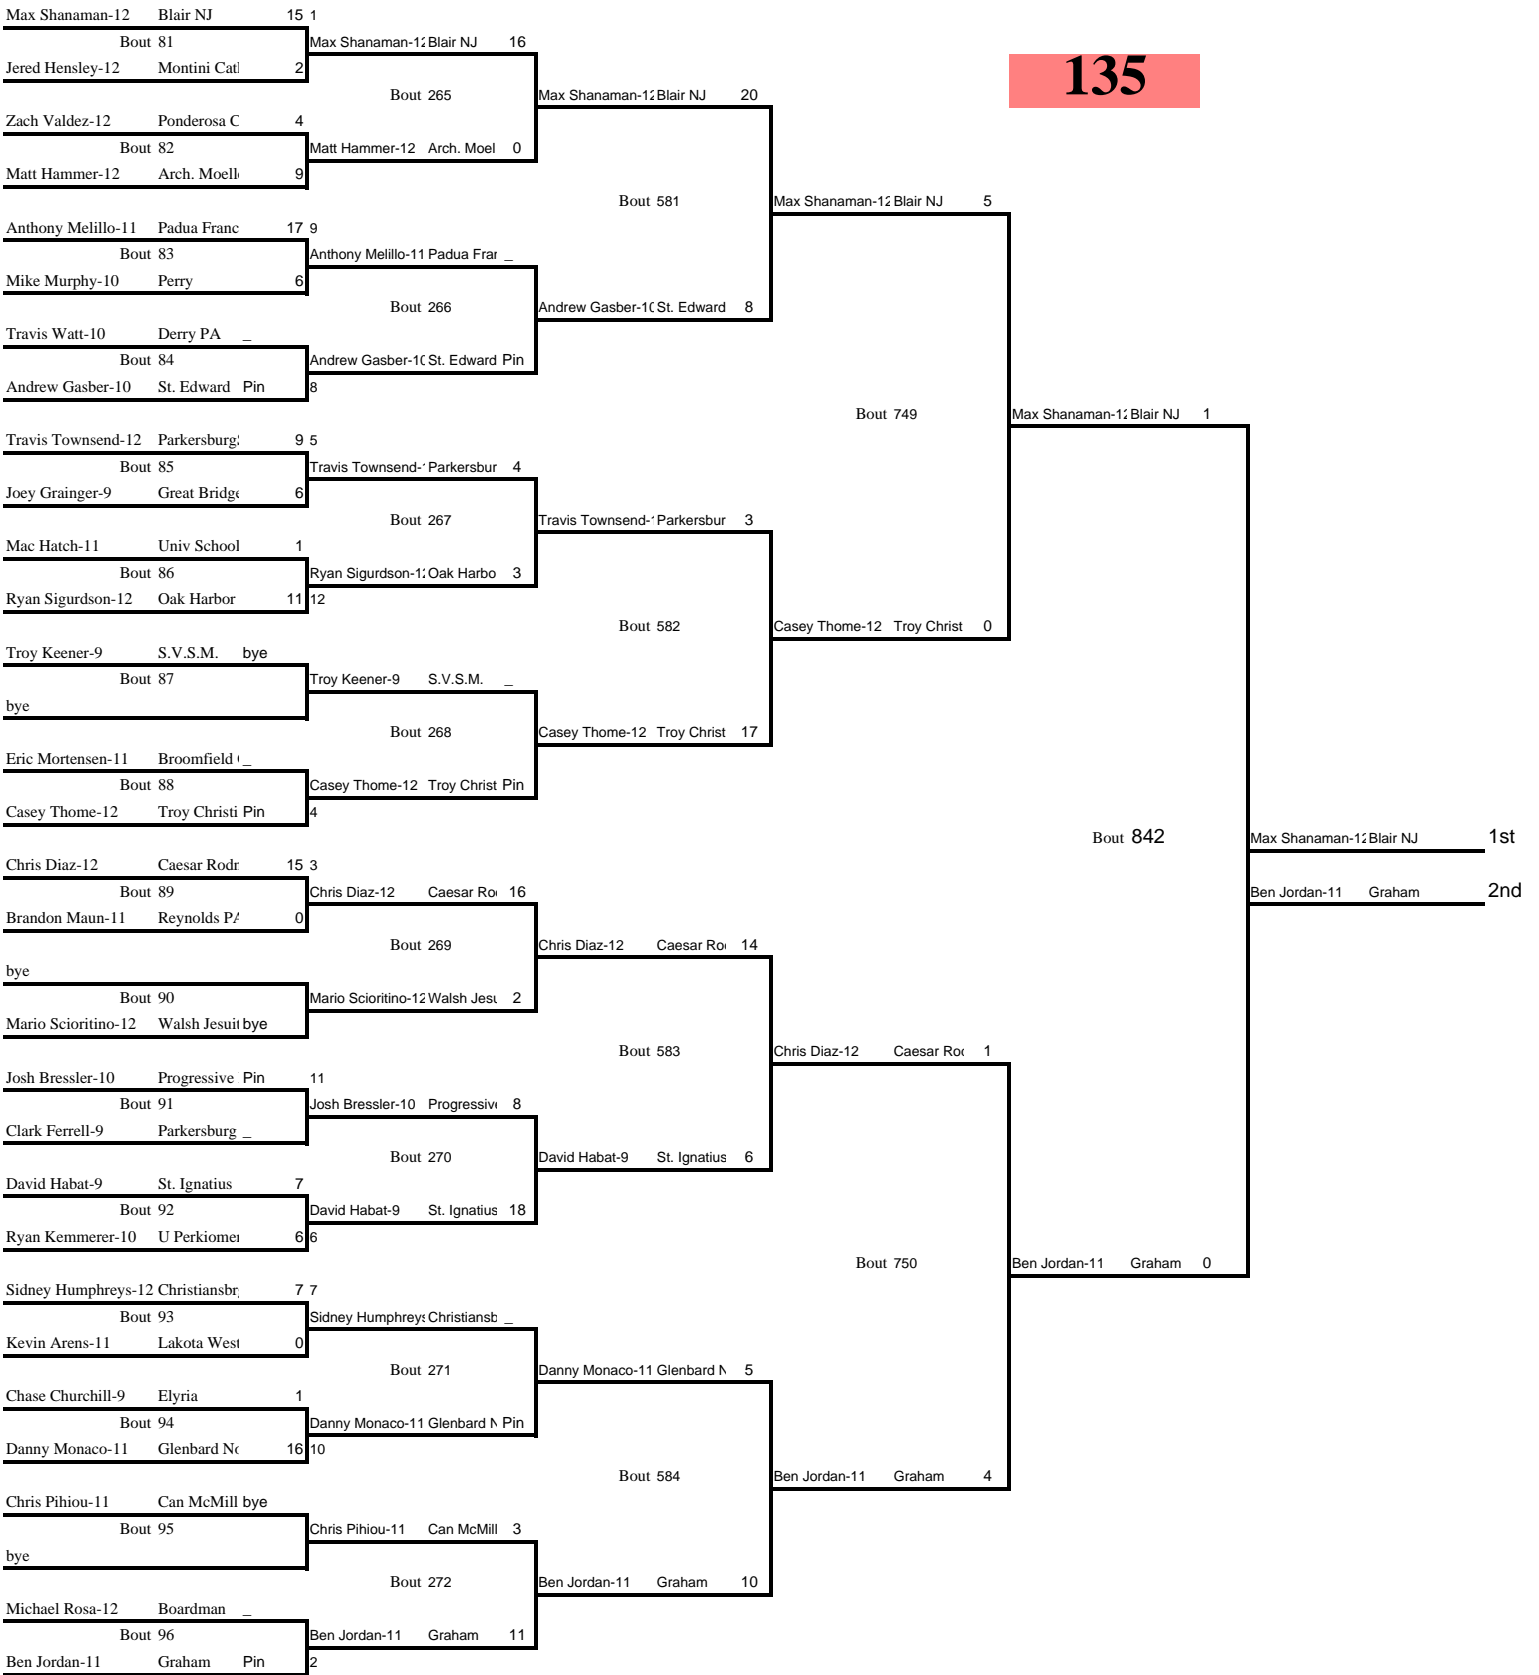 Max Shanaman-12 Blair NJ 15 1
Bout 81
Jered Hensley-12 Montini Cat 2
Max Shanaman-12 Blair NJ 16
Bout 265
Zach Valdez-12 Ponderosa C 4
Bout 82
Matt Hammer-12 Arch. Moell 9
Matt Hammer-12 Arch. Moel 0
135
Max Shanaman-12 Blair NJ 20
Bout 581
Anthony Melillo-11 Padua Franc 17 9
Bout 83
Mike Murphy-10 Perry 6
Anthony Melillo-11 Padua Frar _
Bout 266
Travis Watt-10 Derry PA _
Bout 84
Andrew Gasber-10 St. Edward Pin 8
Andrew Gasber-10 St. Edward Pin
Andrew Gasber-10 St. Edward 8
Max Shanaman-12 Blair NJ 5
Bout 749
Travis Townsend-12 Parkersburg 9 5
Bout 85
Joey Grainger-9 Great Bridge 6
Travis Townsend- Parkersbur 4
Bout 267
Mac Hatch-11 Univ School 1
Bout 86
Ryan Sigurdson-12 Oak Harbor 11 12
Ryan Sigurdson-12 Oak Harbo 3
Travis Townsend- Parkersbur 3
Bout 582
Troy Keener-9 S.V.S.M. bye
Bout 87
bye
Troy Keener-9 S.V.S.M. _
Bout 268
Eric Mortensen-11 Broomfield _
Bout 88
Casey Thome-12 Troy Christi Pin 4
Casey Thome-12 Troy Christ Pin
Casey Thome-12 Troy Christ 17
Casey Thome-12 Troy Christ 0
Max Shanaman-12 Blair NJ 1
Bout 842
Max Shanaman-12 Blair NJ 1st
Ben Jordan-11 Graham 2nd
Chris Diaz-12 Caesar Rodr 15 3
Bout 89
Brandon Maun-11 Reynolds PA 0
Chris Diaz-12 Caesar Ro 16
Bout 269
bye
Bout 90
Mario Scioritino-12 Walsh Jesuit bye
Mario Scioritino-12 Walsh Jesu 2
Chris Diaz-12 Caesar Ro 14
Bout 583
Josh Bressler-10 Progressive Pin 11
Bout 91
Clark Ferrell-9 Parkersburg _
Josh Bressler-10 Progressive 8
Bout 270
David Habat-9 St. Ignatius 7
Bout 92
Ryan Kemmerer-10 U Perkiomen 6 6
David Habat-9 St. Ignatius 18
David Habat-9 St. Ignatius 6
Chris Diaz-12 Caesar Roc 1
Bout 750
Sidney Humphreys-12 Christiansbr 7 7
Bout 93
Kevin Arens-11 Lakota West 0
Sidney Humphreys Christiansb _
Bout 271
Chase Churchill-9 Elyria 1
Bout 94
Danny Monaco-11 Glenbard No 16 10
Danny Monaco-11 Glenbard N Pin
Danny Monaco-11 Glenbard N 5
Bout 584
Chris Pihiou-11 Can McMill bye
Bout 95
bye
Chris Pihiou-11 Can McMill 3
Bout 272
Michael Rosa-12 Boardman _
Bout 96
Ben Jordan-11 Graham Pin 2
Ben Jordan-11 Graham 11
Ben Jordan-11 Graham 10
Ben Jordan-11 Graham 4
Ben Jordan-11 Graham 0